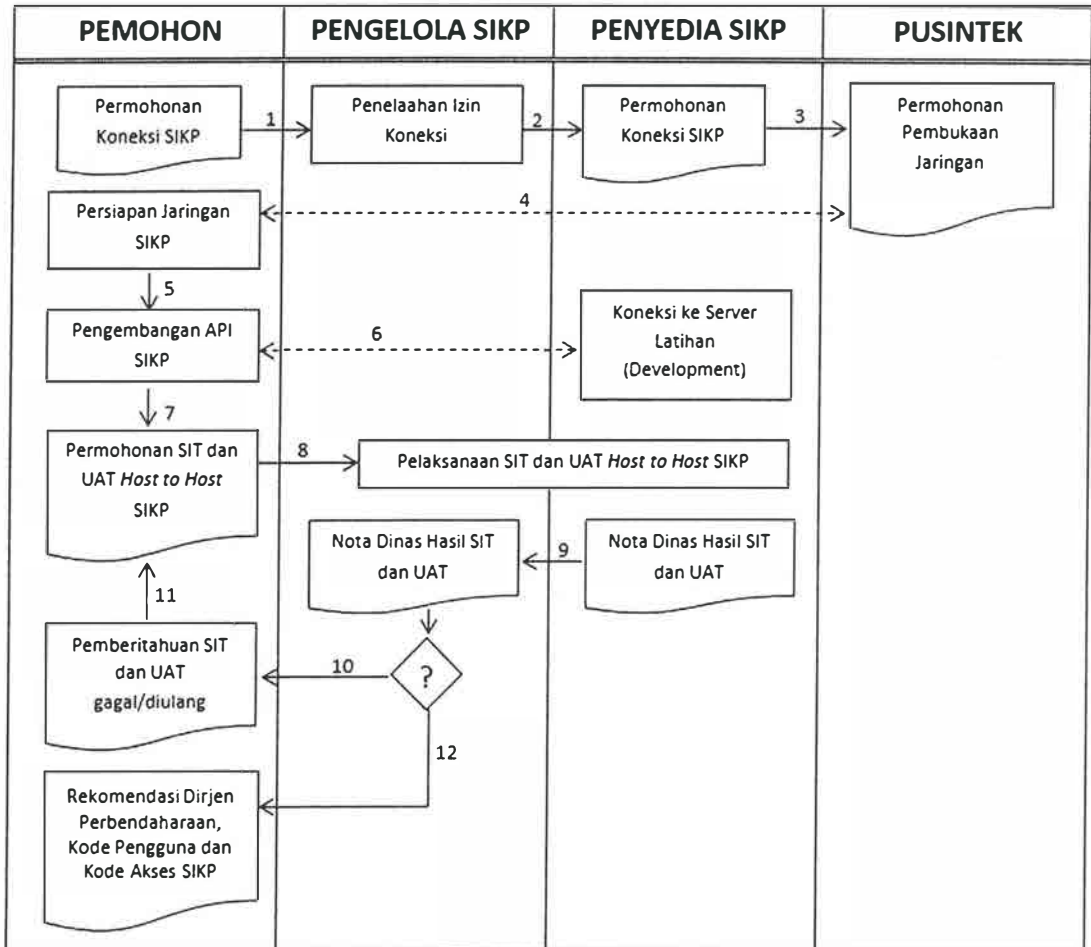 PEMOHON
PENGELOLA SIKP
PENYEDIA SIKP
PUSINTEK
Permohonan
Koneksi SIKP
1
Penelaahan Izin
Koneksi
2
Permohonan
Koneksi SIKP
3
Permohonan
Pembukaan
Jaringan
Persiapan Jaringan
SIKP
4
5
Pengembangan API
SIKP
6
Koneksi ke Server
Latihan
(Development)
7
Permohonan SIT dan
UAT Host to Host
SIKP
8
Pelaksanaan SIT dan UAT Host to Host SIKP
Nota Dinas Hasil SIT
dan UAT
9
Nota Dinas Hasil SIT
dan UAT
11
Pemberitahuan SIT
dan UAT
gagal/diulang
10
?
12
Rekomendasi Dirjen
Perbendaharaan,
Kode Pengguna dan
Kode Akses SIKP